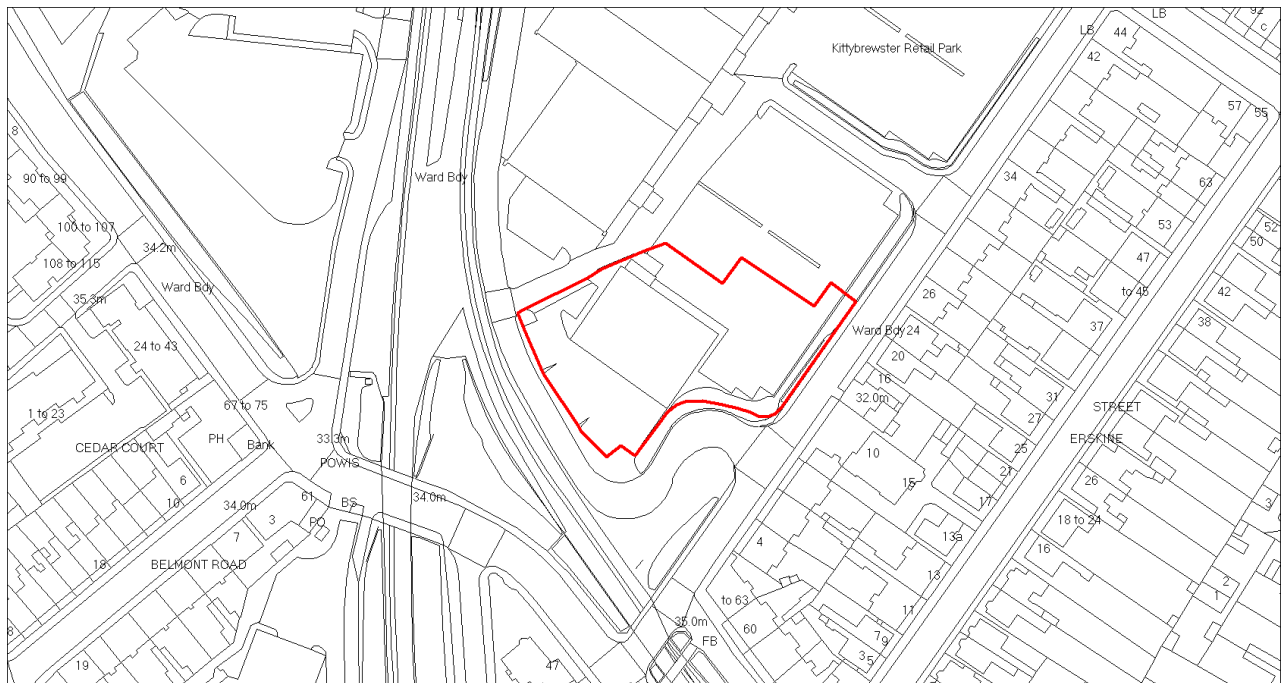 92
c
LB
LB
44
42
Kittybrewster Retail Park
57
55
8
90 to 99
Ward Bdy
34
63
100 to 107
53
52
50
34.2m
108 to 115
47
Ward Bdy
35.3m
26
to 45
42
37
38
Ward Bdy
24
24 to 43
20
16
32.0m
31
1 to 23
67 to 75
27
STREET
33.3m
ERSKINE
PH
Bank
CEDAR COURT
25
POWIS
10
21
6
15
26
10
61
BS
34.0m
17
34.0m
3
PO
18 to 24
7
13a
4
16
18
BELMONT ROAD
13
2
1
to 63
11
8
35.0m
60
FB
7
9
3
5
19
47
3